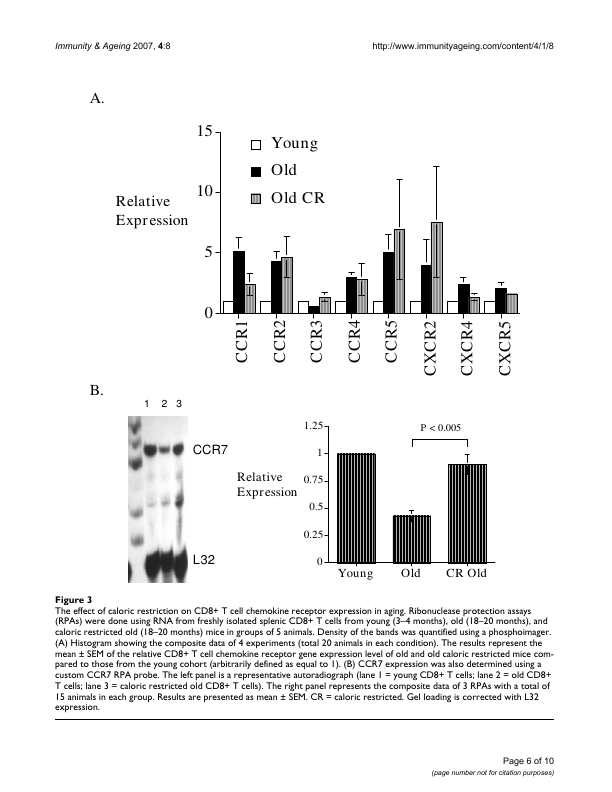 Immunity & Ageing 2007, 4:8 http://www.immunityageing.com/content/4/1/8
A.
15
10
5
0
Relative
Expression
Young
Old
Old CR
CCR1 CCR2 CCR3 CCR4 CCR5 CXCR2 CXCR4 CXCR5
B.
1 2 3
CCR7
L32
Relative
Expression
1.25
1
0.75
0.5
0.25
0
P < 0.005
Young Old CR Old
Figure 3
The effect of caloric restriction on CD8+ T cell chemokine receptor expression in aging. Ribonuclease protection assays
(RPAs) were done using RNA from freshly isolated splenic CD8+ T cells from young (3–4 months), old (18–20 months), and
caloric restricted old (18–20 months) mice in groups of 5 animals. Density of the bands was quantified using a phosphoimager.
(A) Histogram showing the composite data of 4 experiments (total 20 animals in each condition). The results represent the
mean ± SEM of the relative CD8+ T cell chemokine receptor gene expression level of old and old caloric restricted mice com-
pared to those from the young cohort (arbitrarily defined as equal to 1). (B) CCR7 expression was also determined using a
custom CCR7 RPA probe. The left panel is a representative autoradiograph (lane 1 = young CD8+ T cells; lane 2 = old CD8+
T cells; lane 3 = caloric restricted old CD8+ T cells). The right panel represents the composite data of 3 RPAs with a total of
15 animals in each group. Results are presented as mean ± SEM. CR = caloric restricted. Gel loading is corrected with L32
expression.
Page 6 of 10
(page number not for citation purposes)